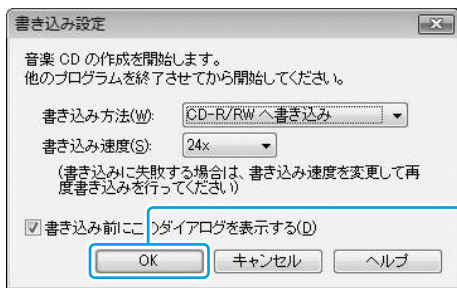 書き込み設定
音楽 CD の作成を開始します。
他のプログラムを終了させてから開始してください。
書き込み方法(W): CD-R/RW へ書き込み
書き込み速度(S): 24x
(書き込みに失敗する場合は、書き込み速度を変更して再
度書き込みを行ってください)
書き込み前にこのダイアログを表示する(D)
OK キャンセル ヘルプ